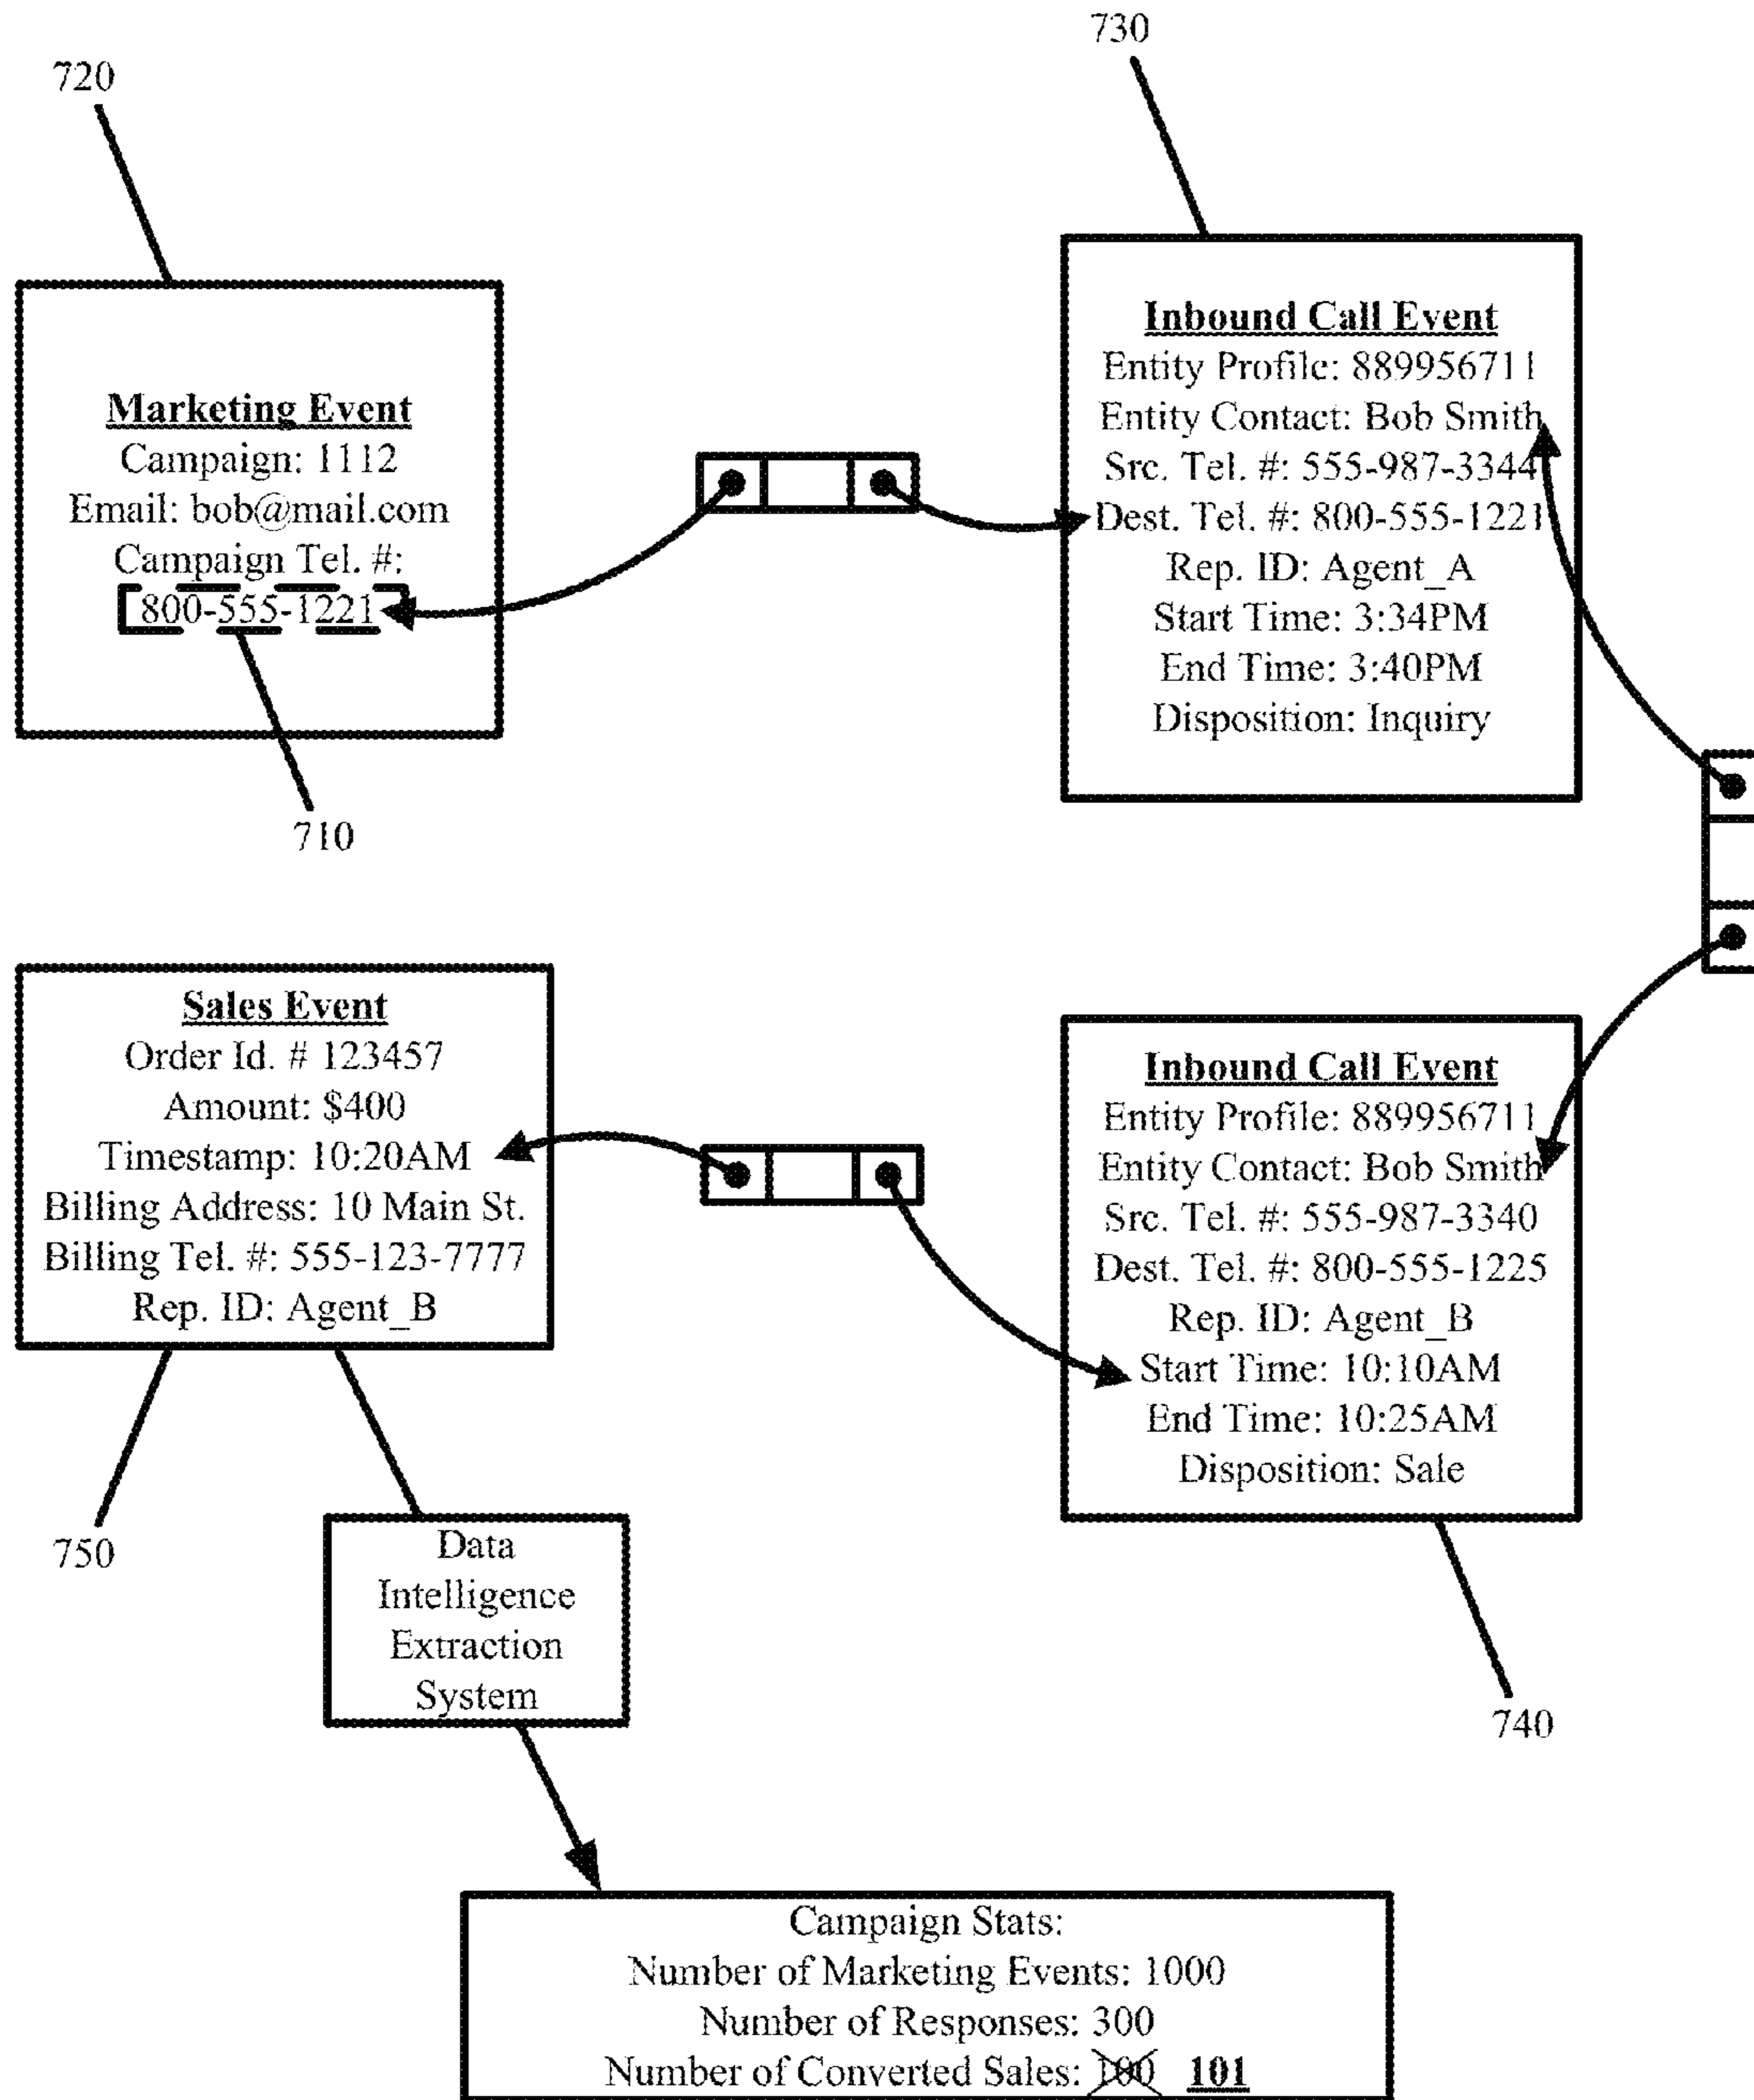 730
720
Marketing Event
Campaign: 1112
Email: bob@mail.com
Campaign Tel. #:
800-555-1221
710
Inbound Call Event
Entity Profile: 889956711
Entity Contact: Bob Smith
Src. Tel. #: 555-987-3344
Dest. Tel. #: 800-555-1221
Rep. ID: Agent_A
Start Time: 3:34PM
End Time: 3:40PM
Disposition: Inquiry
Sales Event
Order Id. # 123457
Amount: $400
Timestamp: 10:20AM
Billing Address: 10 Main St.
Billing Tel. #: 555-123-7777
Rep. ID: Agent_B
750
Inbound Call Event
Entity Profile: 889956711
Entity Contact: Bob Smith
Src. Tel. #: 555-987-3340
Dest. Tel. #: 800-555-1225
Rep. ID: Agent_B
Start Time: 10:10AM
End Time: 10:25AM
Disposition: Sale
740
Data
Intelligence
Extraction
System
Campaign Stats:
Number of Marketing Events: 1000
Number of Responses: 300
Number of Converted Sales: 100 101